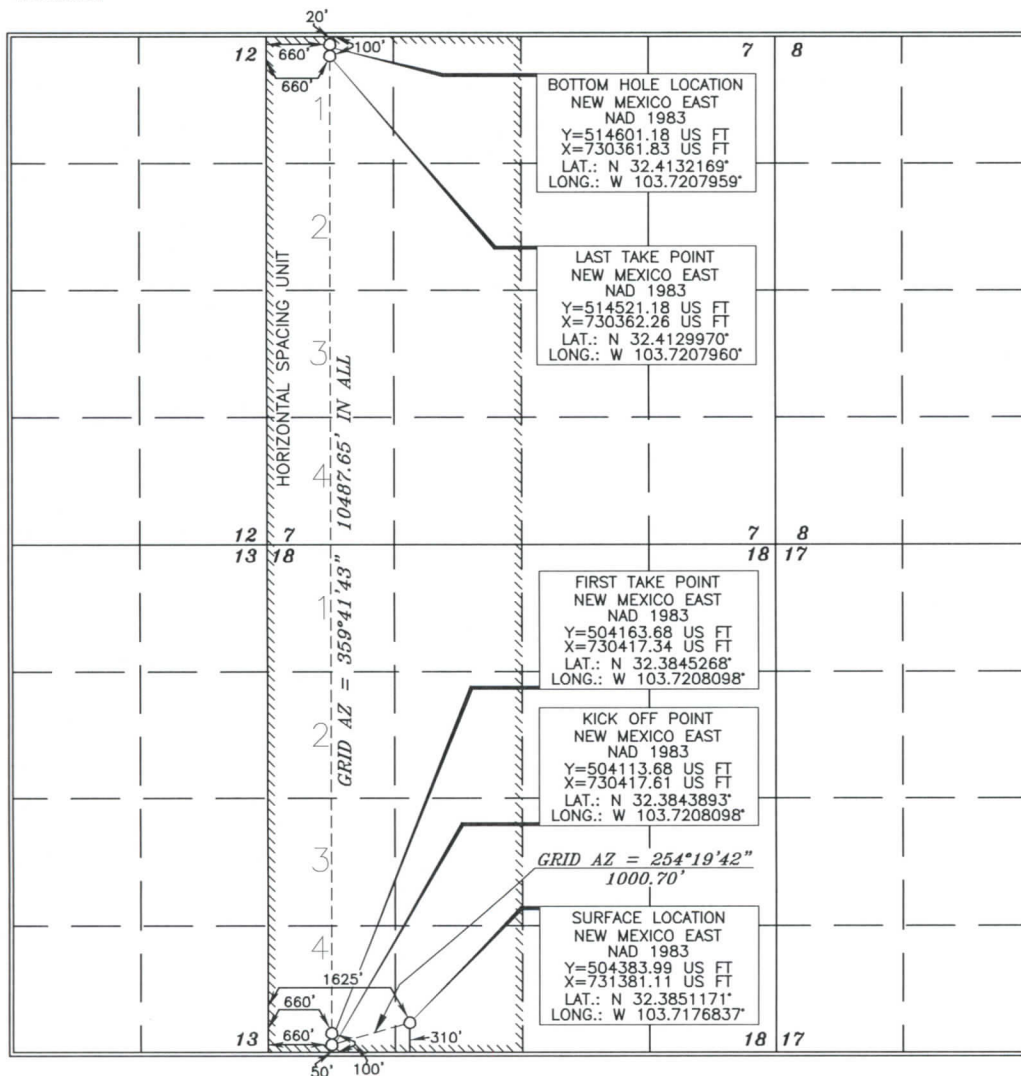 20'
12
660'
100'
660'
7
8
BOTTOM HOLE LOCATION
NEW MEXICO EAST
NAD 1983
Y=514601.18 US FT
X=730361.83 US FT
LAT.: N 32.4132169°
LONG.: W 103.7207959°
1
2
LAST TAKE POINT
NEW MEXICO EAST
NAD 1983
Y=514521.18 US FT
X=730362.26 US FT
LAT.: N 32.4129970°
LONG.: W 103.7207960°
HORIZONTAL SPACING UNIT
3
4
GRID AZ = 359°41'43" 10487.65' IN ALL
12
7
7
8
13
18
18
17
FIRST TAKE POINT
NEW MEXICO EAST
NAD 1983
Y=504163.68 US FT
X=730417.34 US FT
LAT.: N 32.3845268°
LONG.: W 103.7208098°
1
2
KICK OFF POINT
NEW MEXICO EAST
NAD 1983
Y=504113.68 US FT
X=730417.61 US FT
LAT.: N 32.3843893°
LONG.: W 103.7208098°
3
GRID AZ = 254°19'42"
1000.70'
SURFACE LOCATION
NEW MEXICO EAST
NAD 1983
Y=504383.99 US FT
X=731381.11 US FT
LAT.: N 32.3851171°
LONG.: W 103.7176837°
4
1625'
660'
13
660'
310'
18
17
50'
100'